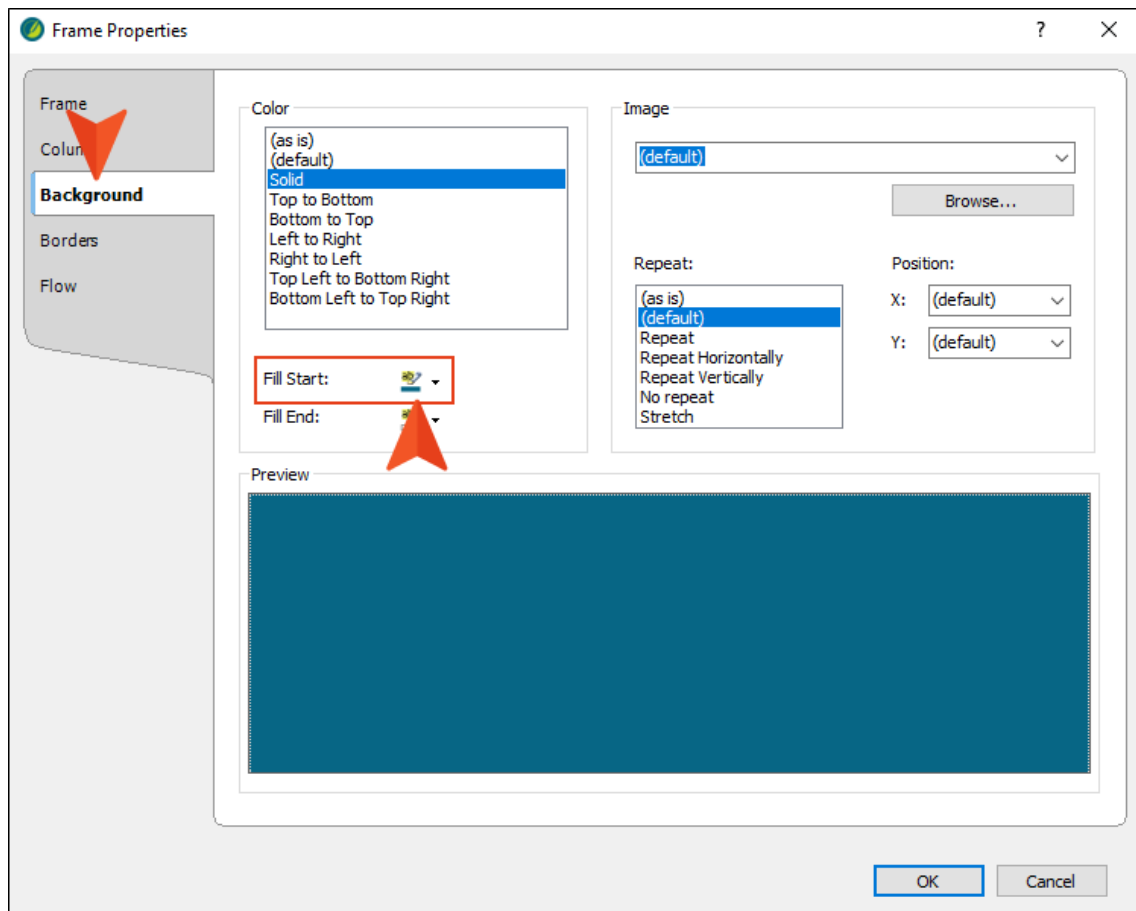 Frame Properties
?
Frame
Colum
Background
Borders
Flow
Color
(as is)
(default)
Solid
Top to Bottom
Bottom to Top
Left to Right
Right to Left
Top Left to Bottom Right
Bottom Left to Top Right
Fill Start:
Fill End:
Image
(default)
Browse...
Repeat:
(as is)
(default)
Repeat
Repeat Horizontally
Repeat Vertically
No repeat
Stretch
Position:
X: (default)
Y: (default)
Preview
OK
Cancel